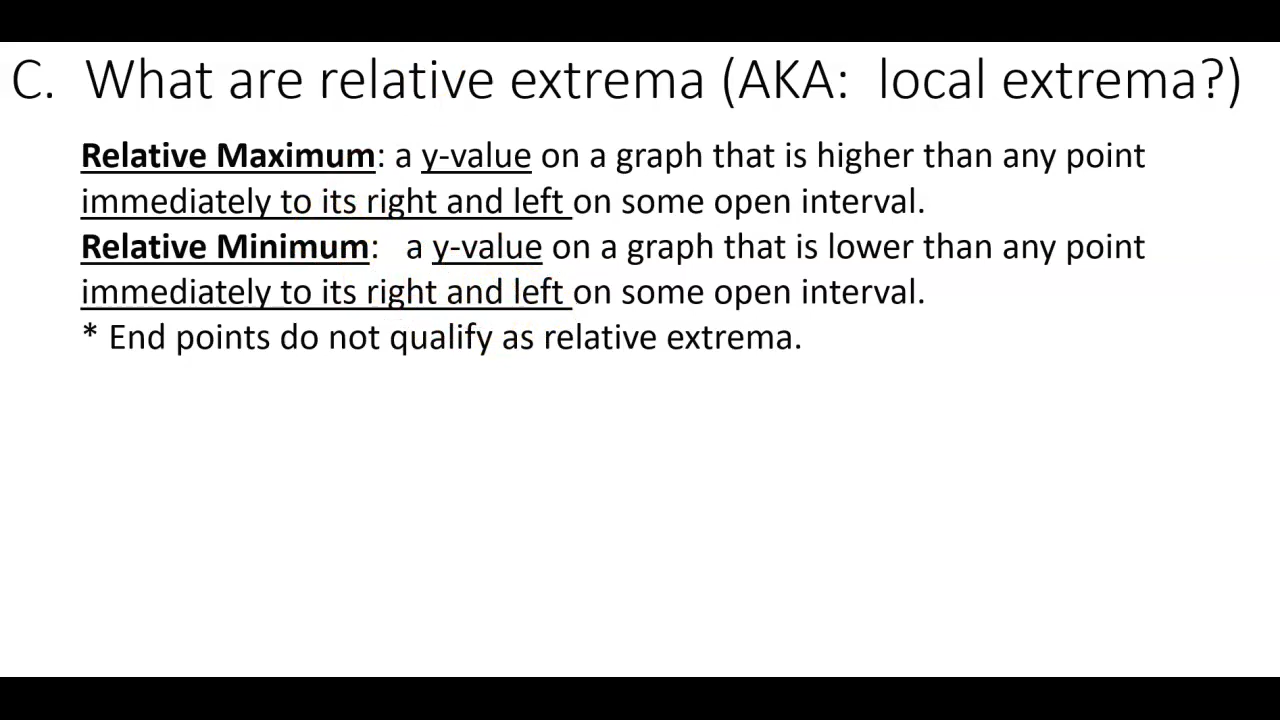 C. What are relative extrema (AKA: local extrema?)
Relative Maximum: a y-value on a graph that is higher than any point
immediately to its right and left on some open interval.
Relative Minimum: a y-value on a graph that is lower than any point
immediately to its right and left on some open interval.
* End points do not qualify as relative extrema.